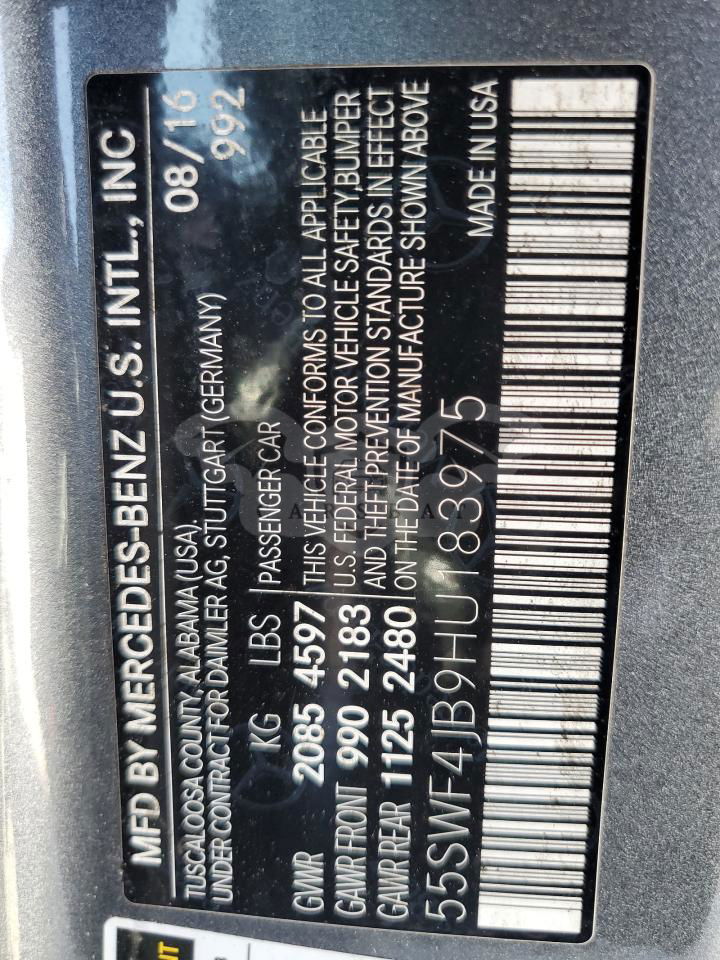 MFD BY MERCEDES-BENZ U.S. INTL., INC
TUSCALOOSA COUNTY, ALABAMA (USA), 08/16
UNDER CONTRACT FOR DAIMLER AG, STUTTGART (GERMANY) 992
KG LBS PASSENGER CAR
GVWR 2085 4597 THIS VEHICLE CONFORMS TO ALL APPLICABLE
GAWR FRONT 990 2183 U.S. FEDERAL MOTOR VEHICLE SAFETY,BUMPER
GAWR REAR 1125 2480 AND THEFT PREVENTION STANDARDS IN EFFECT
ON THE DATE OF MANUFACTURE SHOWN ABOVE
55SWF4JB9HU183975 MADE IN USA